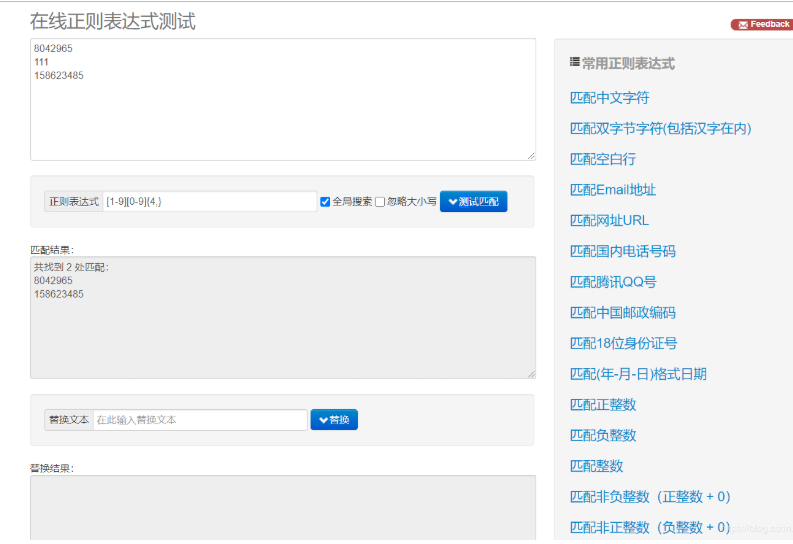 在线正则表达式测试
Feedback
8042965
111
158623485
正则表达式 [1-9][0-9]{4,} 全局搜索 忽略大小写 测试匹配
匹配结果:
共找到 2 处匹配:
8042965
158623485
替换文本 在此输入替换文本 替换
替换结果:
常用正则表达式
匹配中文字符
匹配双字节字符(包括汉字在内)
匹配空白行
匹配Email地址
匹配网址URL
匹配国内电话号码
匹配腾讯QQ号
匹配中国邮政编码
匹配18位身份证号
匹配(年-月-日)格式日期
匹配正整数
匹配负整数
匹配整数
匹配非负整数（正整数 + 0）
匹配非正整数（负整数 + 0）